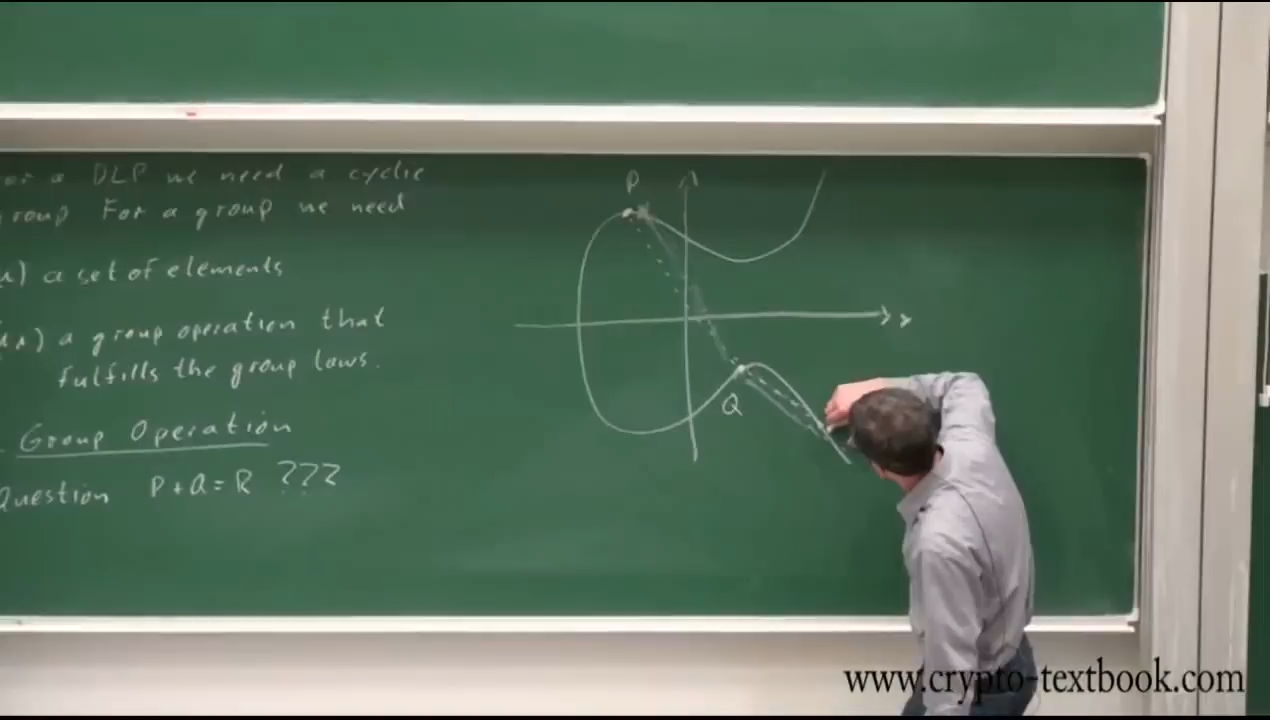 or a DLP we need a cyclic
group For a group we need
a set of elements
a group operation that
fulfills the group laws.
Group Operation
Question P+Q=R ???
P
Q
x
www.crypto-textbook.com